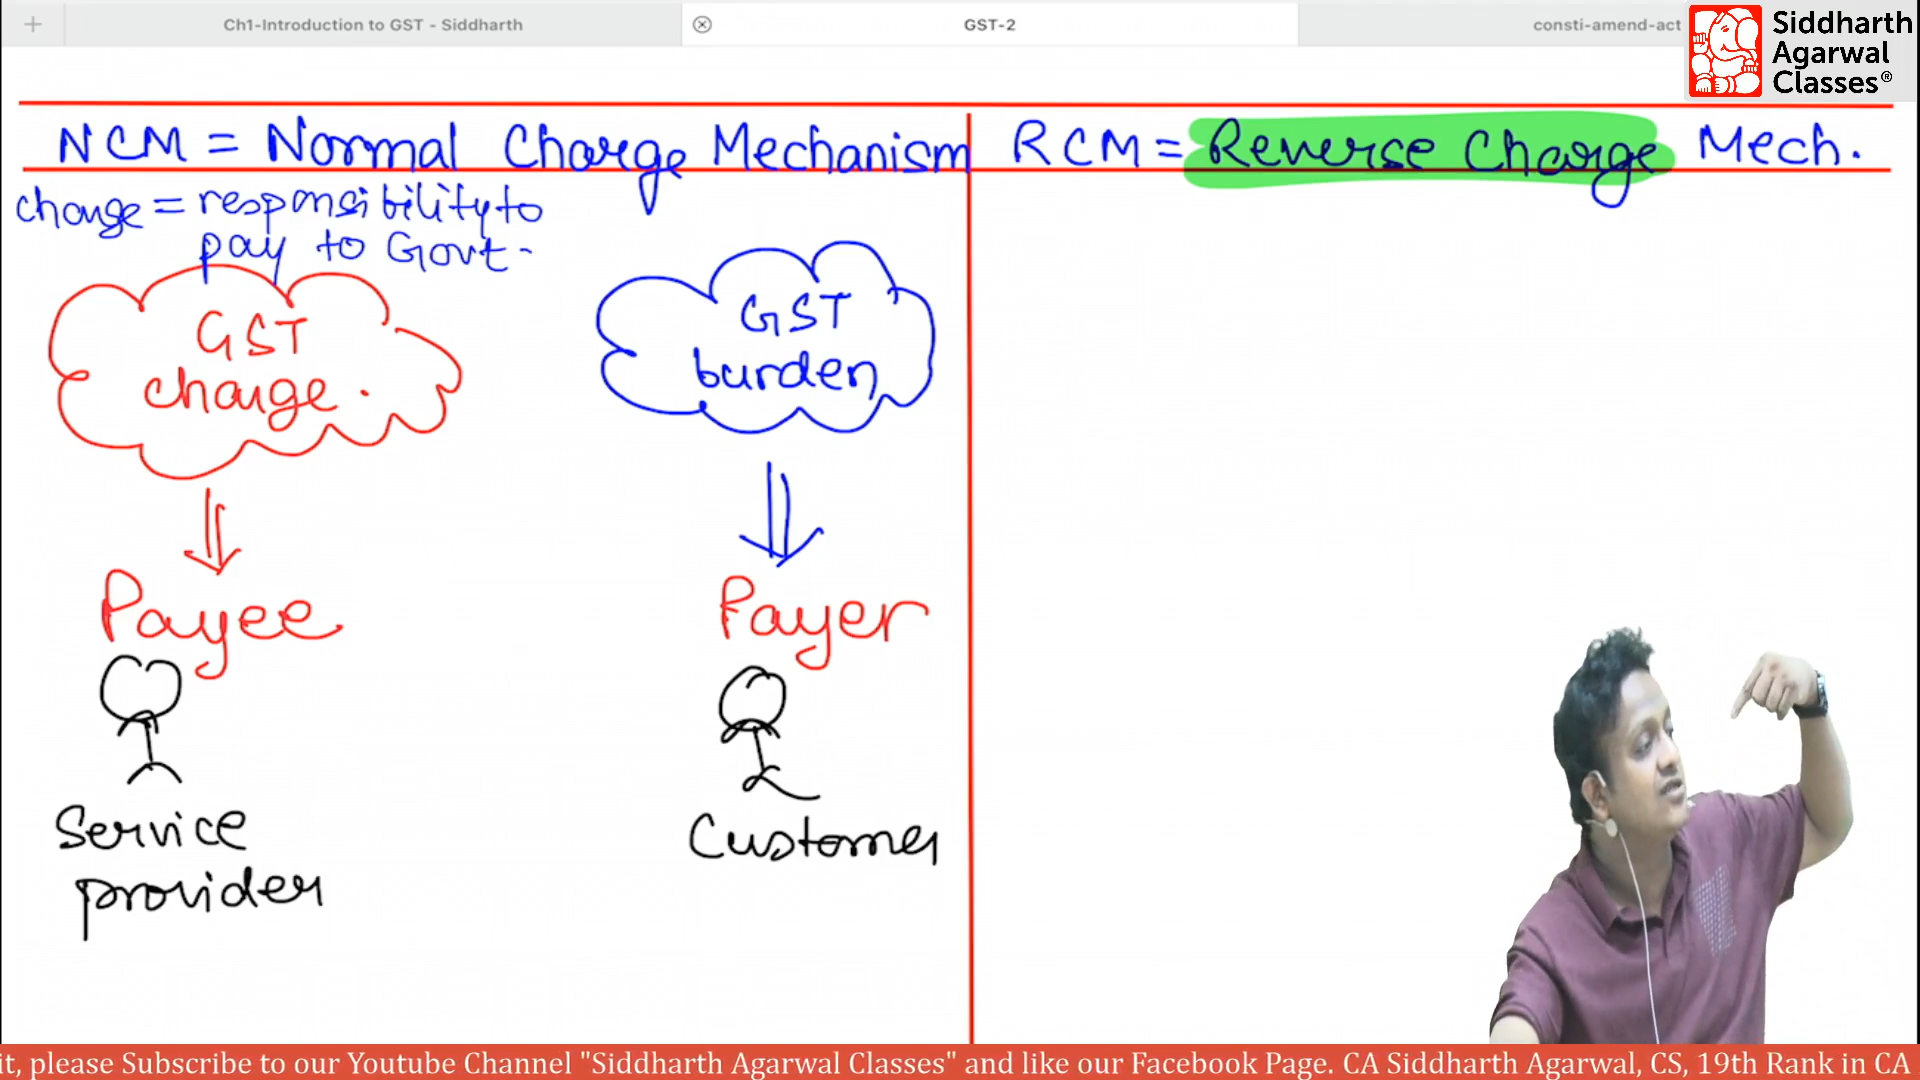 Ch1-Introduction to GST - Siddharth
GST-2
consti-amend-act
Siddharth
Agarwal
Classes®
NCM = Normal Charge Mechanism
RCM = Reverse Charge Mech.
charge = responsibility to
pay to Govt.
GST
charge.
GST
burden
Payee
Payer
Service
provider
Customer
it, please Subscribe to our Youtube Channel "Siddharth Agarwal Classes" and like our Facebook Page. CA Siddharth Agarwal, CS, 19th Rank in CA